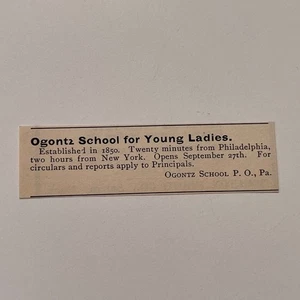 Ogontz School for Young Ladies.
Established in 1850. Twenty minutes from Philadelphia,
two hours from New York. Opens September 27th. For
circulars and reports apply to Principals.
Ogontz School P. O., Pa.